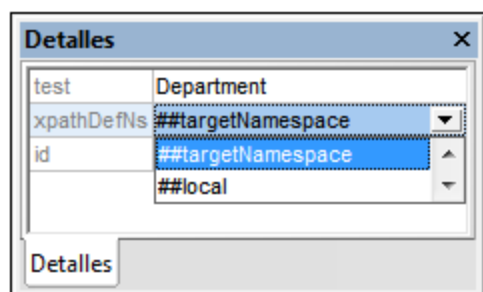 Detalles
test Department
xpathDefNs ##targetNamespace
id ##targetNamespace
##local
Detalles